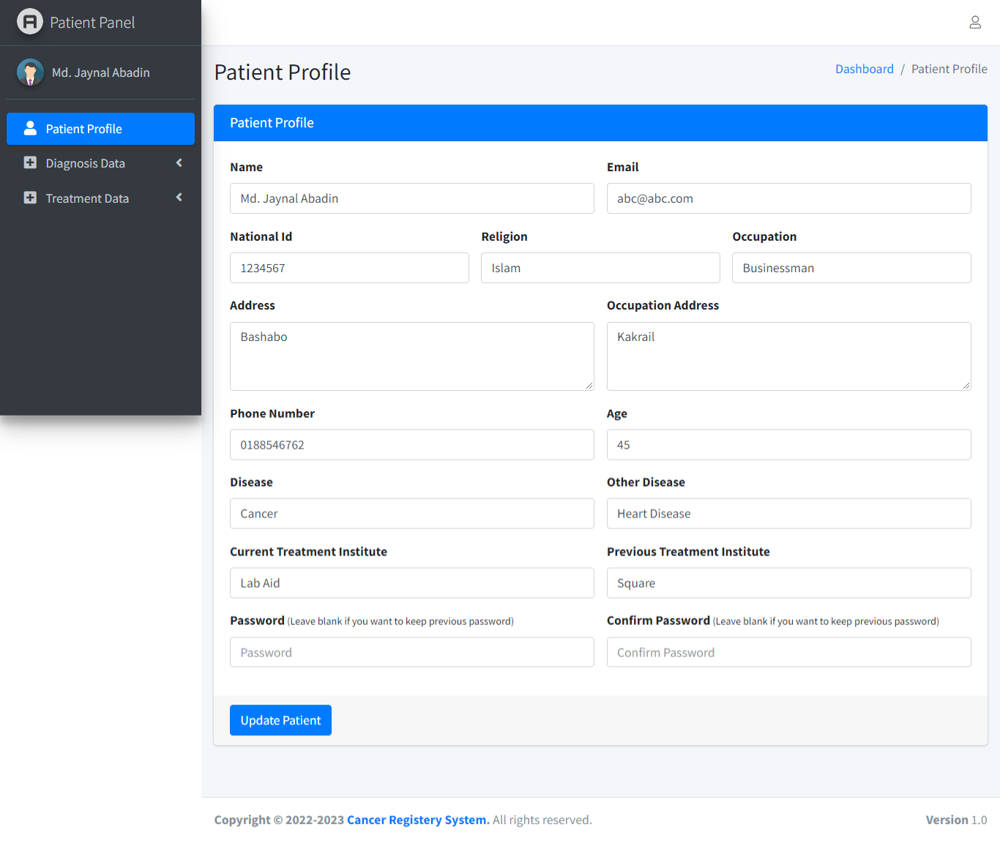 Patient Panel
Md. Jaynal Abadin
Patient Profile
Diagnosis Data
Treatment Data
Patient Profile
Dashboard / Patient Profile
Patient Profile
Name Email
Md. Jaynal Abadin abc@abc.com
National Id Religion Occupation
1234567 Islam Businessman
Address Occupation Address
Bashabo Kakrail
Phone Number Age
0188546762 45
Disease Other Disease
Cancer Heart Disease
Current Treatment Institute Previous Treatment Institute
Lab Aid Square
Password (Leave blank if you want to keep previous password) Confirm Password (Leave blank if you want to keep previous password)
Password Confirm Password
Update Patient
Copyright © 2022-2023 Cancer Registery System. All rights reserved. Version 1.0